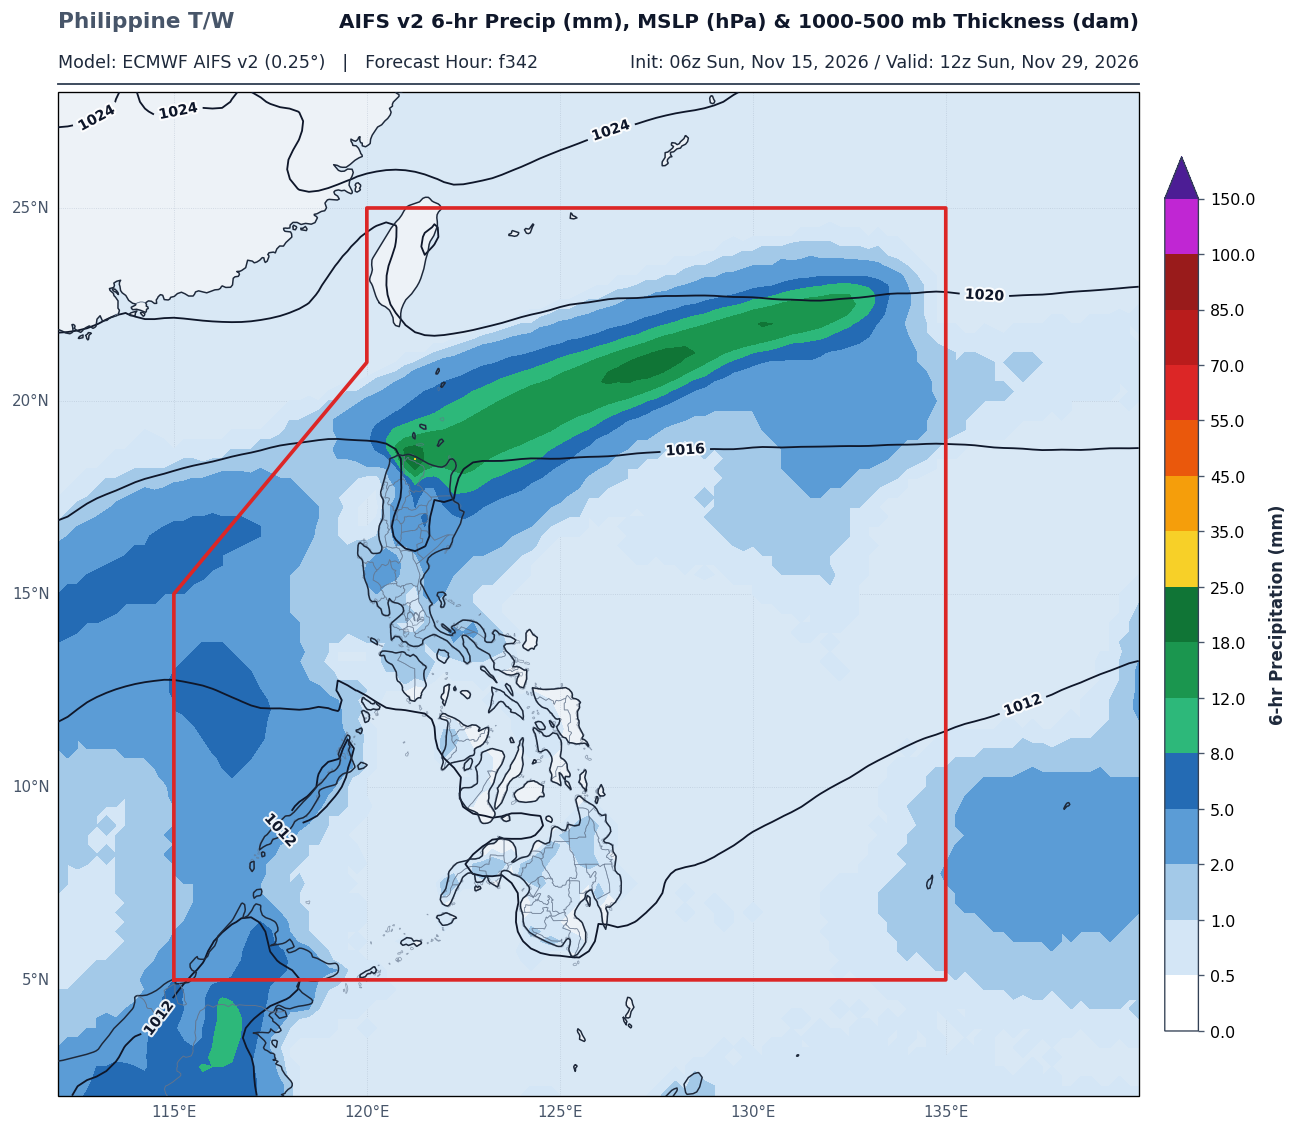 Philippine T/W
AIFS v2 6-hr Precip (mm), MSLP (hPa) & 1000-500 mb Thickness (dam)
Model: ECMWF AIFS v2 (0.25°) | Forecast Hour: f342
Init: 06z Sun, Nov 15, 2026 / Valid: 12z Sun, Nov 29, 2026
1024
1024
1024
1020
1016
1012
1012
1012
25°N
20°N
15°N
10°N
5°N
115°E
120°E
125°E
130°E
135°E
150.0
100.0
85.0
70.0
55.0
45.0
35.0
25.0
18.0
12.0
8.0
5.0
2.0
1.0
0.5
0.0
6-hr Precipitation (mm)